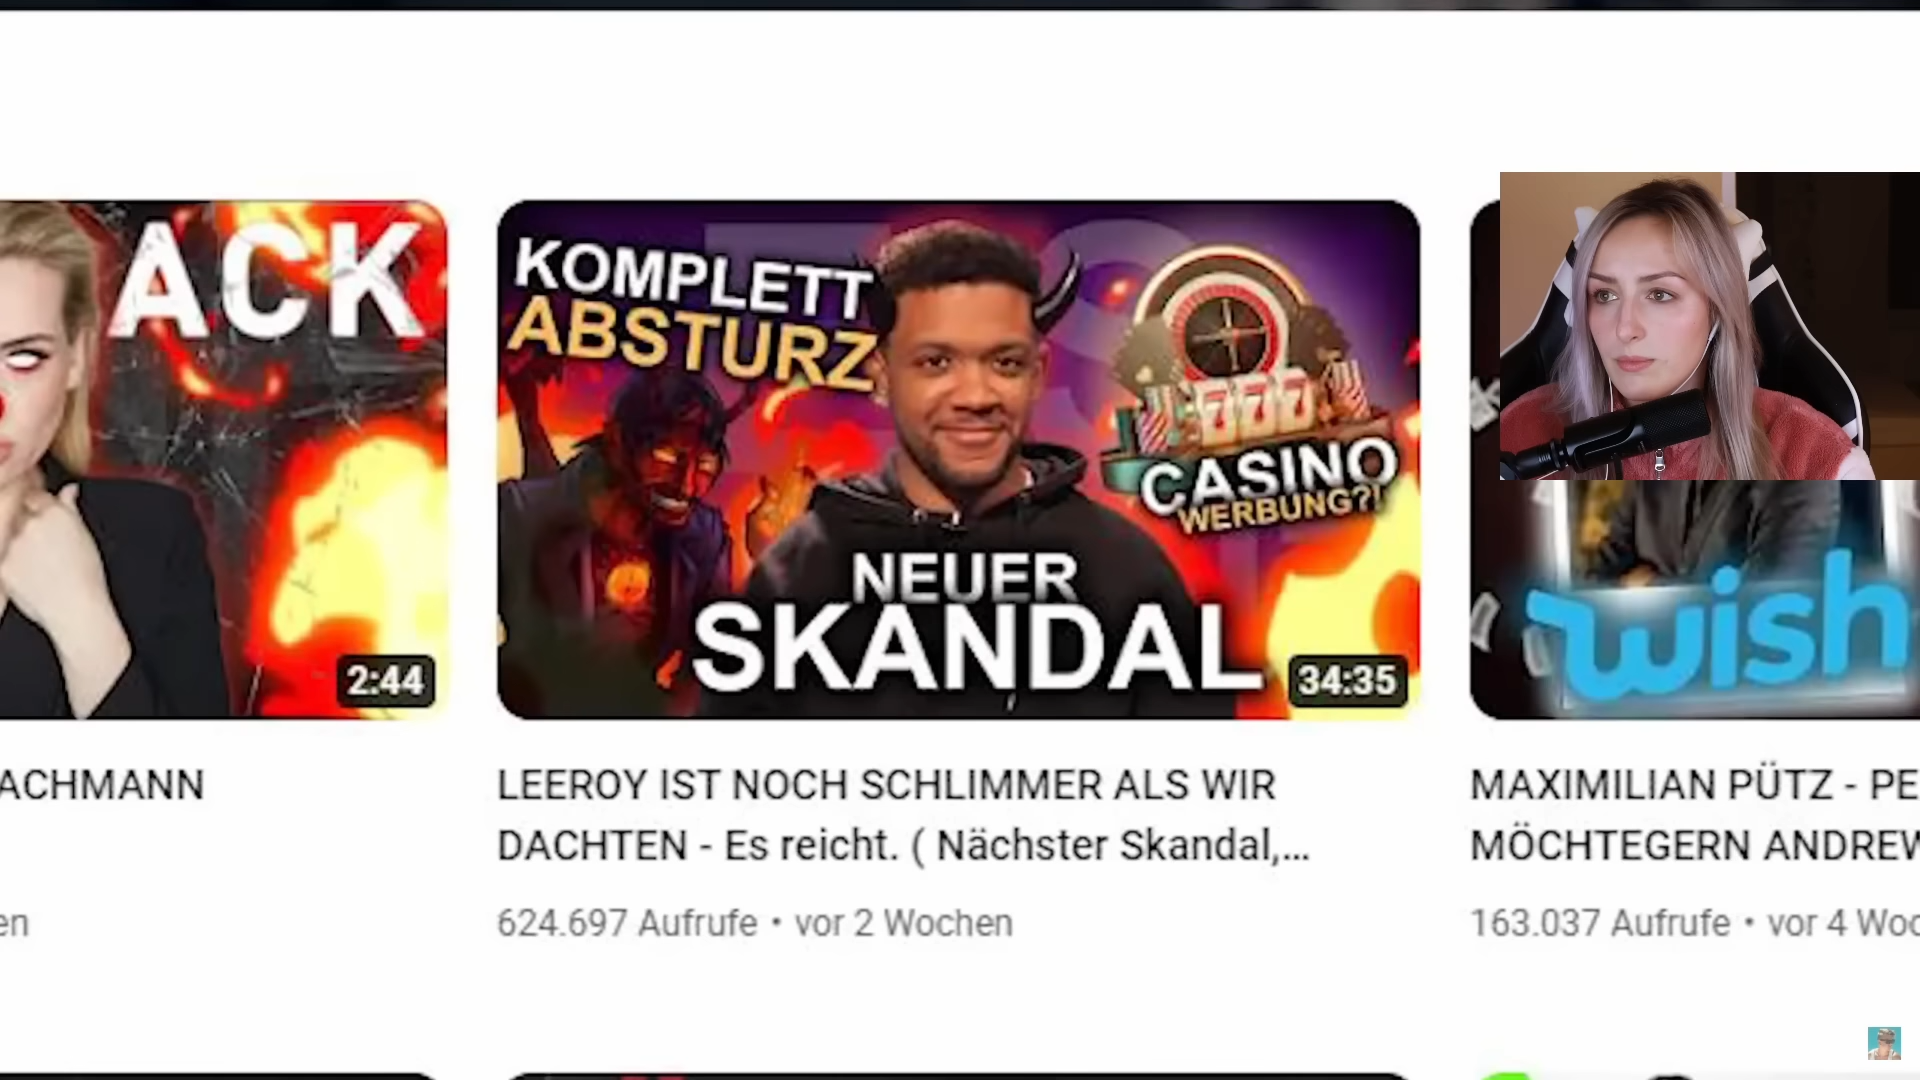 ACK
2:44
ACHMANN
en
KOMPLETT
ABSTURZ
777
CASINO
WERBUNG?!
NEUER
SKANDAL
34:35
LEEROY IST NOCH SCHLIMMER ALS WIR
DACHTEN - Es reicht. ( Nächster Skandal,...
624.697 Aufrufe • vor 2 Wochen
wish
MAXIMILIAN PÜTZ - PE
MÖCHTEGERN ANDREW
163.037 Aufrufe • vor 4 Woc